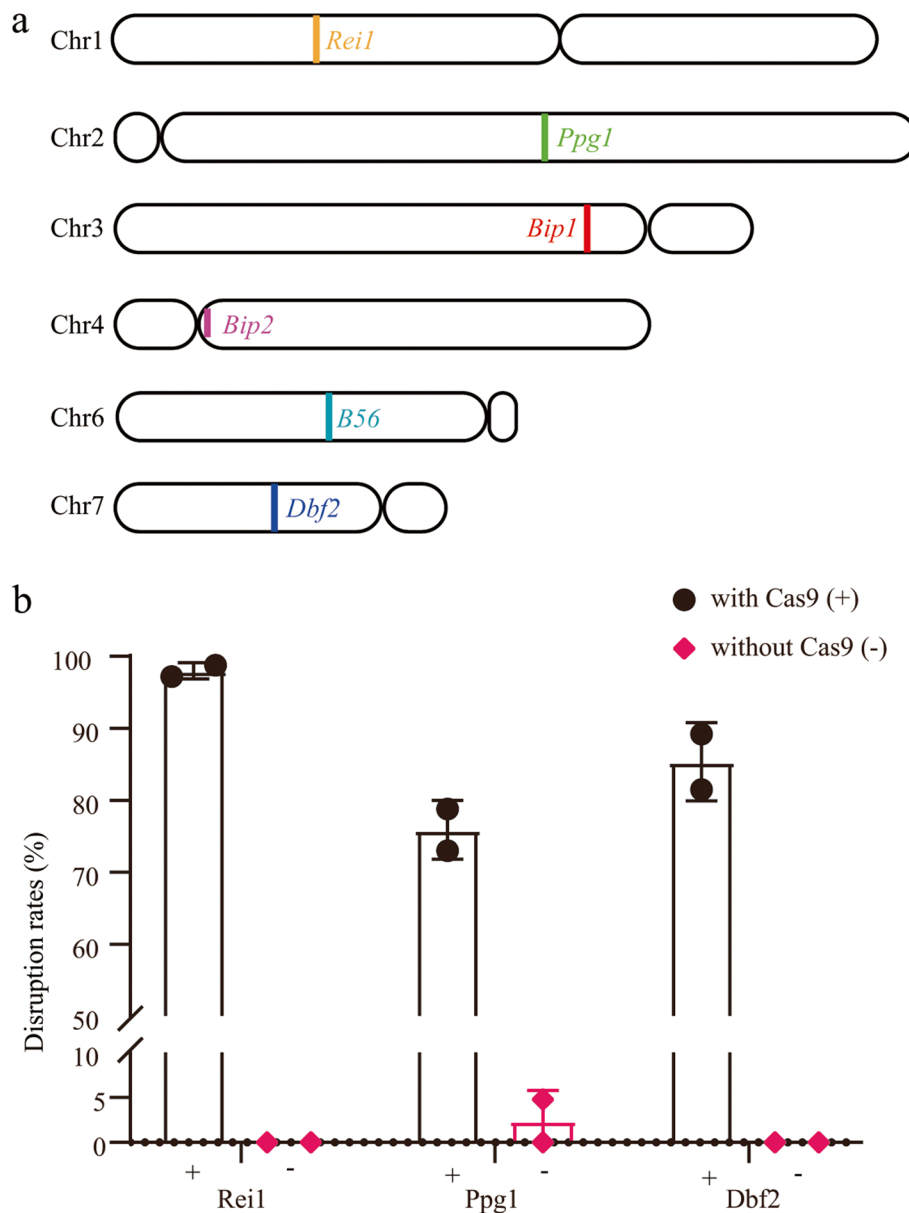 a
Chr1 Rei1
Chr2 Ppg1
Chr3 Bip1
Chr4 Bip2
Chr6 B56
Chr7 Dbf2
b
with Cas9 (+)
without Cas9 (-)
Disruption rates (%)
100
90
80
70
60
50
10
5
0
+ - + - + -
Rei1 Ppg1 Dbf2